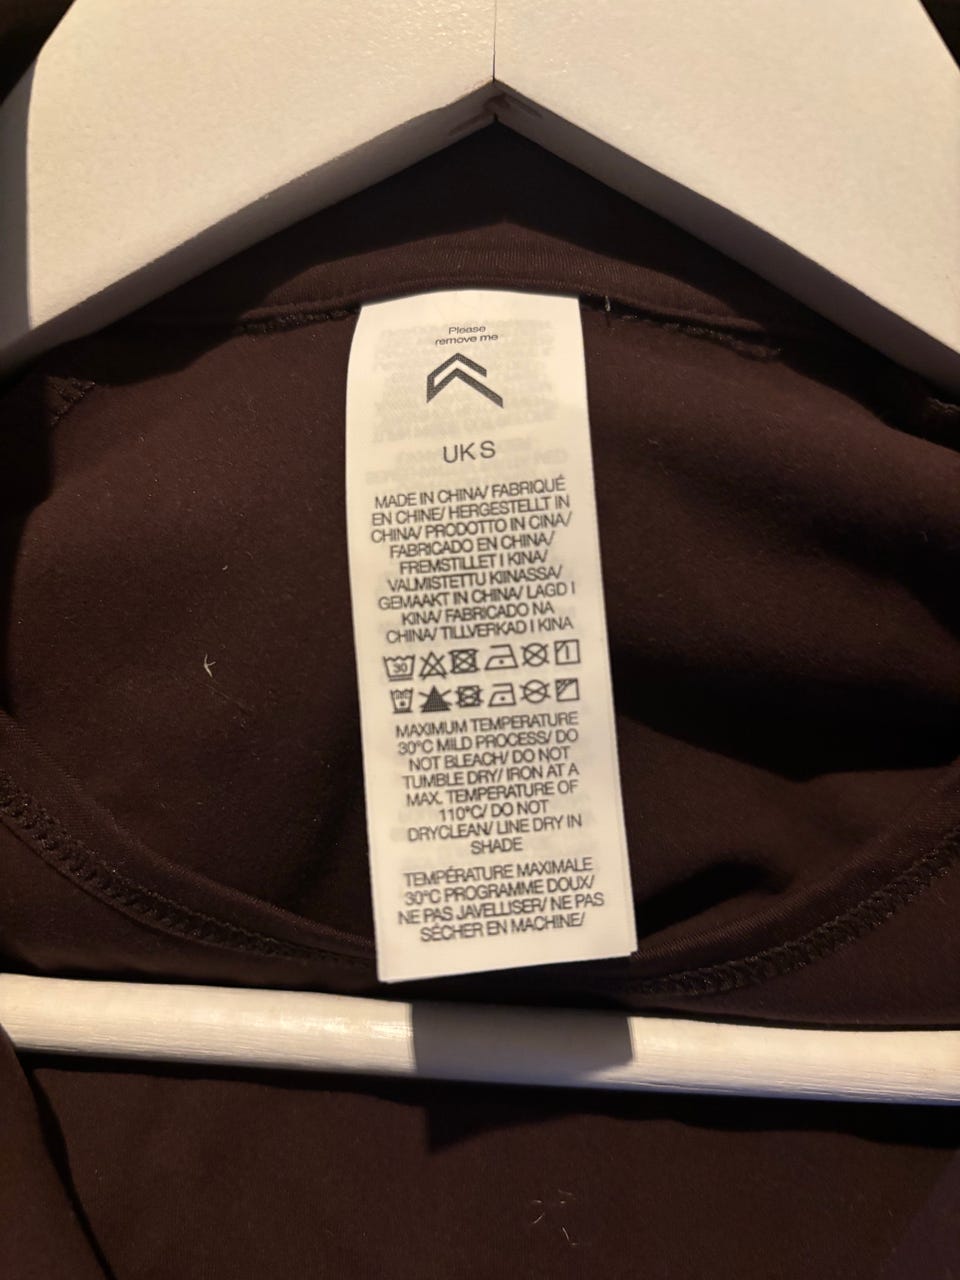 Please
remove me
UK S
MADE IN CHINA/ FABRIQUÉ
EN CHINE/ HERGESTELLT IN
CHINA/ PRODOTTO IN CINA/
FABRICADO EN CHINA/
FREMSTILLET I KINA/
VALMISTETTU KIINASSA/
GEMAAKT IN CHINA/ LAGD I
KINA/ FABRICADO NA
CHINA/ TILLVERKAD I KINA
30
MAXIMUM TEMPERATURE
30°C MILD PROCESS/ DO
NOT BLEACH/ DO NOT
TUMBLE DRY/ IRON AT A
MAX. TEMPERATURE OF
110°C/ DO NOT
DRYCLEAN/ LINE DRY IN
SHADE
TEMPÉRATURE MAXIMALE
30°C PROGRAMME DOUX/
NE PAS JAVELLISER/ NE PAS
SÉCHER EN MACHINE/